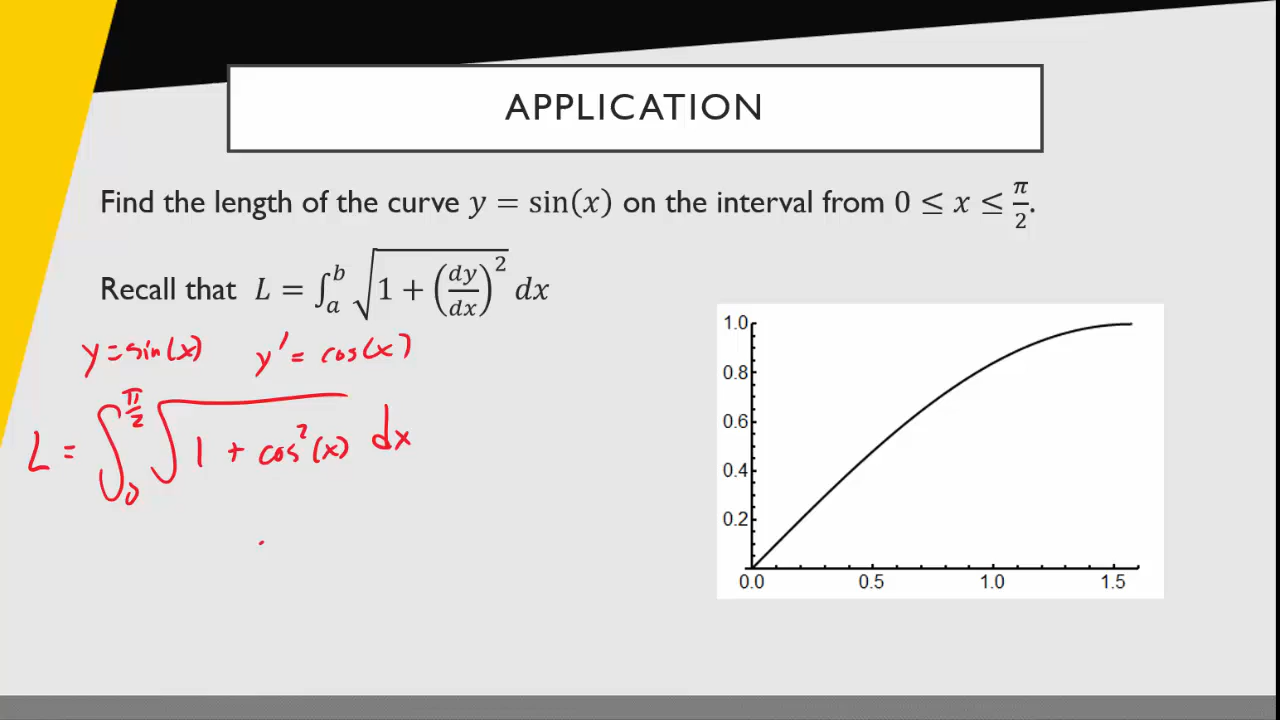 APPLICATION
Find the length of the curve y = sin(x) on the interval from 0 ≤ x ≤ π/2.
Recall that L = ∫_a^b √(1 + (dy/dx)^2) dx
y = sin(x) y' = cos(x)
L = ∫_0^(π/2) √(1 + cos²(x)) dx
1.0
0.8
0.6
0.4
0.2
0.0 0.5 1.0 1.5